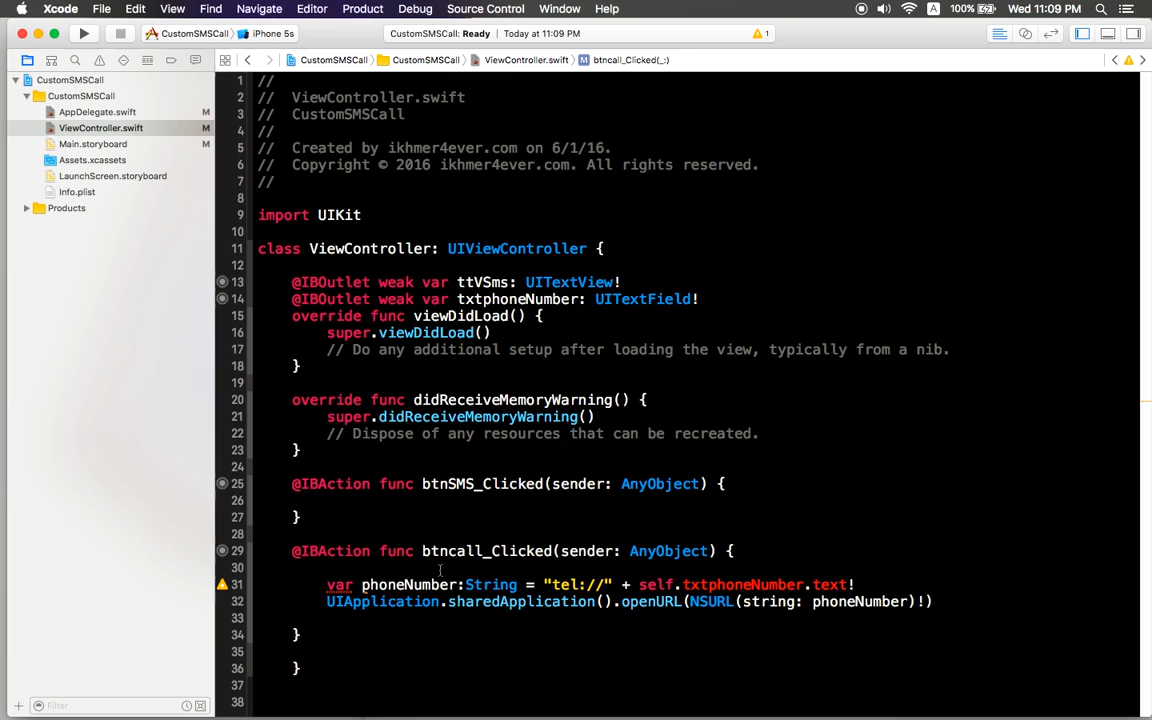 Xcode File Edit View Find Navigate Editor Product Debug Source Control Window Help A 100% Wed 11:09 PM
CustomSMSCall iPhone 5s CustomSMSCall: Ready Today at 11:09 PM 1
CustomSMSCall CustomSMSCall ViewController.swift btncall_Clicked(_:)
CustomSMSCall
CustomSMSCall
AppDelegate.swift M
ViewController.swift M
Main.storyboard M
Assets.xcassets
LaunchScreen.storyboard
Info.plist
Products
Filter
1 //
2 // ViewController.swift
3 // CustomSMSCall
4 //
5 // Created by ikhmer4ever.com on 6/1/16.
6 // Copyright © 2016 ikhmer4ever.com. All rights reserved.
7 //
8
9 import UIKit
10
11 class ViewController: UIViewController {
12
13 @IBOutlet weak var ttVSms: UITextView!
14 @IBOutlet weak var txtphoneNumber: UITextField!
15 override func viewDidLoad() {
16 super.viewDidLoad()
17 // Do any additional setup after loading the view, typically from a nib.
18 }
19
20 override func didReceiveMemoryWarning() {
21 super.didReceiveMemoryWarning()
22 // Dispose of any resources that can be recreated.
23 }
24
25 @IBAction func btnSMS_Clicked(sender: AnyObject) {
26
27 }
28
29 @IBAction func btncall_Clicked(sender: AnyObject) {
30
31 var phoneNumber:String = "tel://" + self.txtphoneNumber.text!
32 UIApplication.sharedApplication().openURL(NSURL(string: phoneNumber)!)
33
34 }
35
36 }
37
38